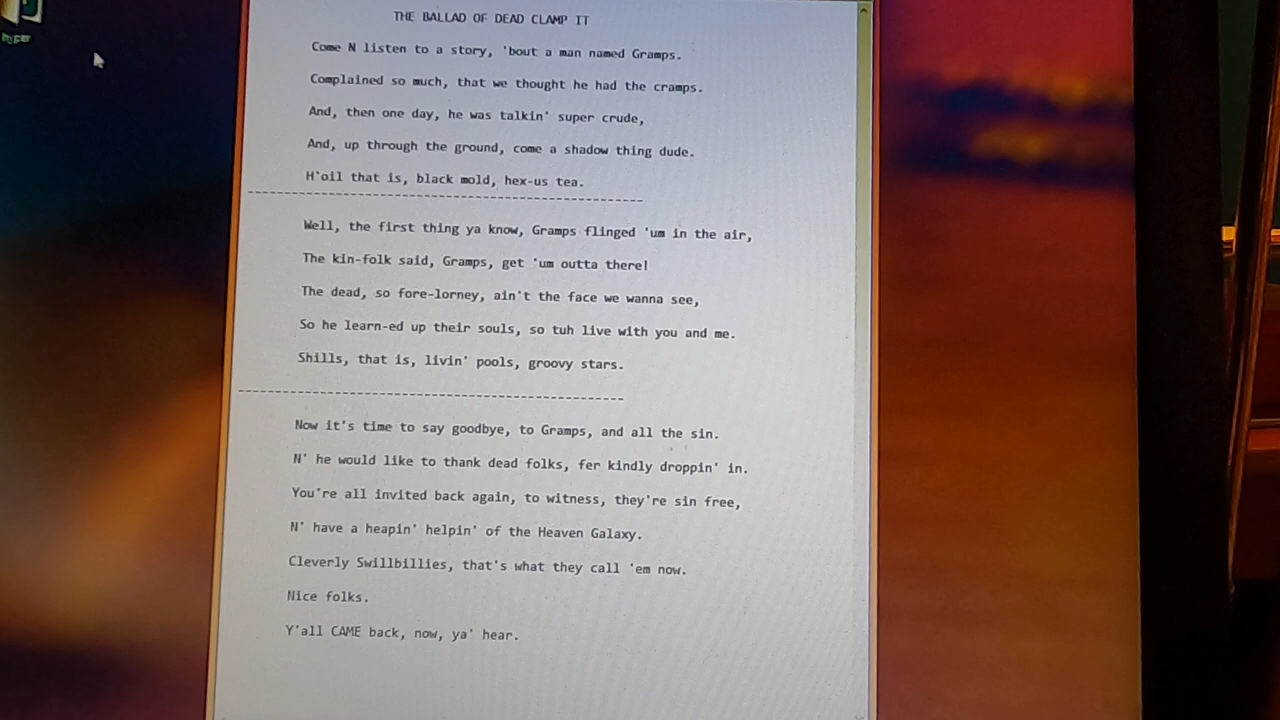 hyper
THE BALLAD OF DEAD CLAMP IT
Come N listen to a story, 'bout a man named Gramps.
Complained so much, that we thought he had the cramps.
And, then one day, he was talkin' super crude,
And, up through the ground, come a shadow thing dude.
H'oil that is, black mold, hex-us tea.
--------------------------------------------------
Well, the first thing ya know, Gramps flinged 'um in the air,
The kin-folk said, Gramps, get 'um outta there!
The dead, so fore-lorney, ain't the face we wanna see,
So he learn-ed up their souls, so tuh live with you and me.
Shills, that is, livin' pools, groovy stars.
--------------------------------------------------
Now it's time to say goodbye, to Gramps, and all the sin.
N' he would like to thank dead folks, fer kindly droppin' in.
You're all invited back again, to witness, they're sin free,
N' have a heapin' helpin' of the Heaven Galaxy.
Cleverly Swillbillies, that's what they call 'em now.
Nice folks.
Y'all CAME back, now, ya' hear.